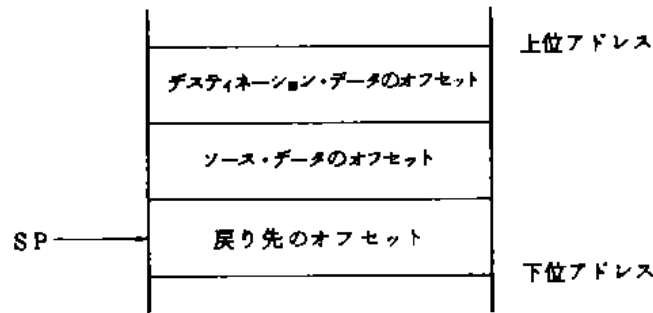 上位アドレス
デスティネーション・データのオフセット
ソース・データのオフセット
SP
戻り先のオフセット
下位アドレス